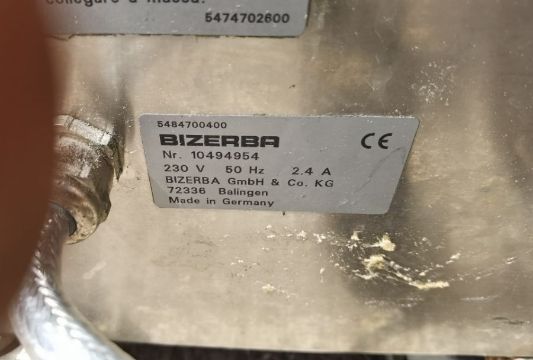 a massa.
5474702600
5484700400
BIZERBA CE
Nr. 10494954
230 V 50 Hz 2.4 A
BIZERBA GmbH & Co. KG
72336 Balingen
Made in Germany